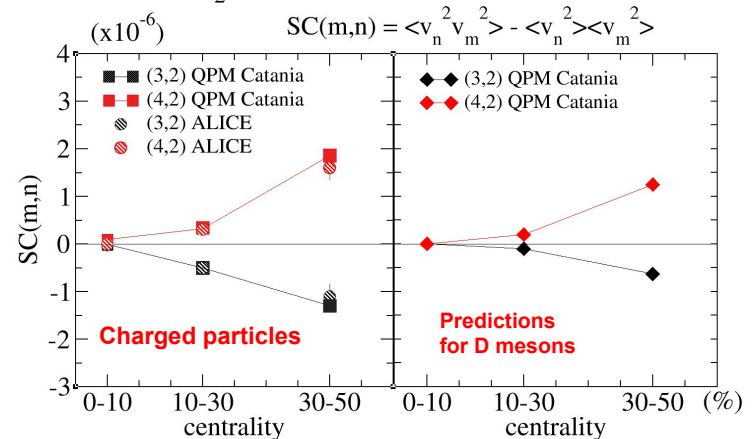 (x10^-6) SC(m,n) = <v_n^2 v_m^2> - <v_n^2><v_m^2>
(3,2) QPM Catania
(4,2) QPM Catania
(3,2) ALICE
(4,2) ALICE
(3,2) QPM Catania
(4,2) QPM Catania
SC(m,n)
4
3
2
1
0
-1
-2
-3
Charged particles
Predictions
for D mesons
0-10 10-30 30-50 0-10 10-30 30-50 (%)
centrality centrality